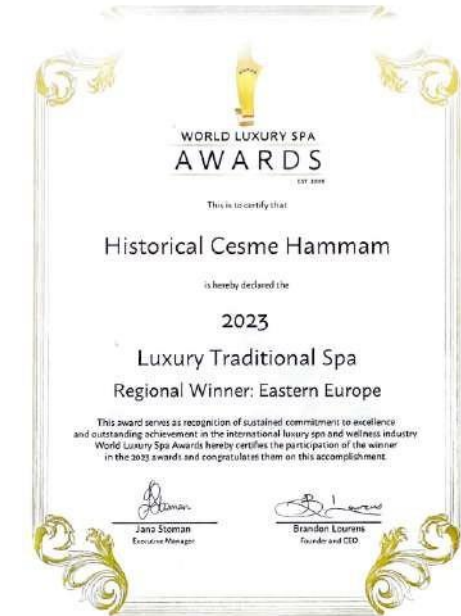 WORLD LUXURY SPA
AWARDS
This is to certify that
Historical Cesme Hammam
is hereby declared the
2023
Luxury Traditional Spa
Regional Winner: Eastern Europe
This award serves as recognition of sustained commitment to excellence
and outstanding achievement in the international luxury spa and wellness industry
World Luxury Spa Awards hereby certifies the participation of the winner
in the 2023 awards and congratulates them on this accomplishment
Jana Stoman
Executive Manager
Brandon Lourens
Founder and CEO